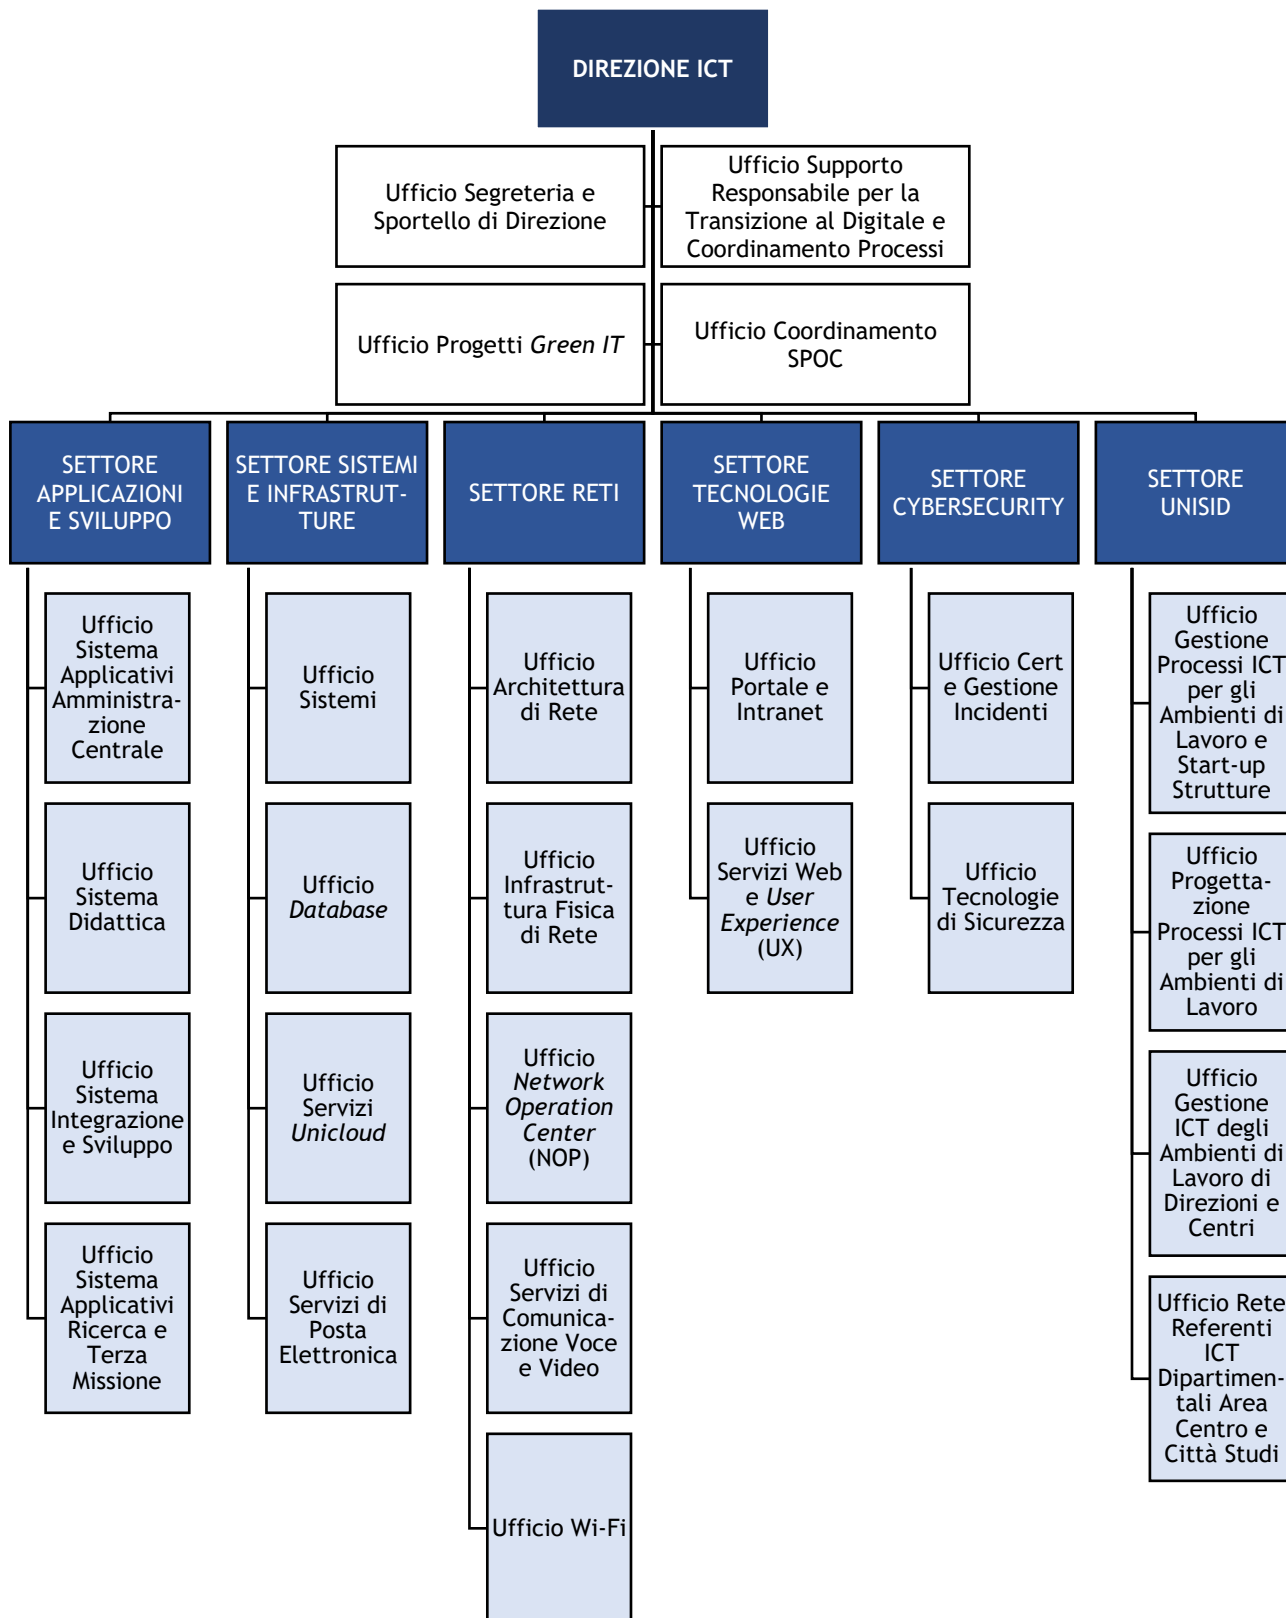 DIREZIONE ICT
Ufficio Segreteria e
Sportello di Direzione
Ufficio Supporto
Responsabile per la
Transizione al Digitale e
Coordinamento Processi
Ufficio Progetti Green IT
Ufficio Coordinamento
SPOC
SETTORE
APPLICAZIONI
E SVILUPPO
SETTORE SISTEMI
E INFRASTRUT-
TURE
SETTORE RETI
SETTORE
TECNOLOGIE
WEB
SETTORE
CYBERSECURITY
SETTORE
UNISID
Ufficio
Sistema
Applicativi
Amministra-
zione
Centrale
Ufficio
Sistema
Didattica
Ufficio
Sistema
Integrazione
e Sviluppo
Ufficio
Sistema
Applicativi
Ricerca e
Terza
Missione
Ufficio
Sistemi
Ufficio
Database
Ufficio
Servizi
Unicloud
Ufficio
Servizi di
Posta
Elettronica
Ufficio
Architettura
di Rete
Ufficio
Infrastrut-
tura Fisica
di Rete
Ufficio
Network
Operation
Center
(NOP)
Ufficio
Servizi di
Comunica-
zione Voce
e Video
Ufficio Wi-Fi
Ufficio
Portale e
Intranet
Ufficio
Servizi Web
e User
Experience
(UX)
Ufficio Cert
e Gestione
Incidenti
Ufficio
Tecnologie
di Sicurezza
Ufficio
Gestione
Processi ICT
per gli
Ambienti di
Lavoro e
Start-up
Strutture
Ufficio
Progetta-
zione
Processi ICT
per gli
Ambienti di
Lavoro
Ufficio
Gestione
ICT degli
Ambienti di
Lavoro di
Direzioni e
Centri
Ufficio Rete
Referenti
ICT
Dipartimen-
tali Area
Centro e
Città Studi